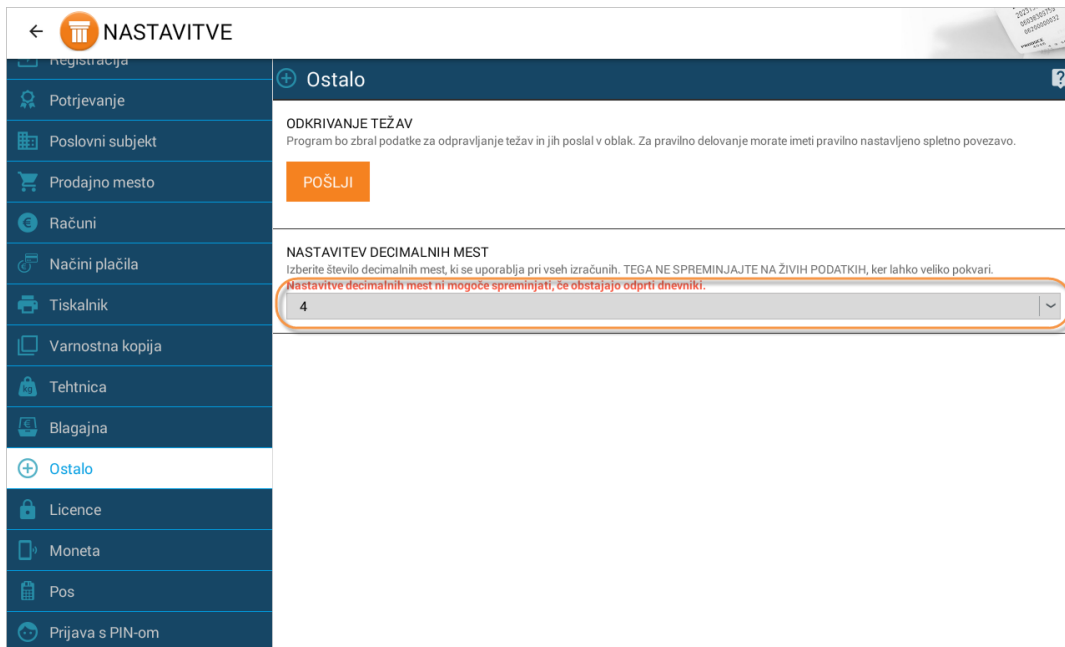 NASTAVITVE
Registracija
Potrjevanje
Poslovni subjekt
Prodajno mesto
Računi
Načini plačila
Tiskalnik
Varnostna kopija
Tehtnica
Blagajna
Ostalo
Licence
Moneta
Pos
Prijava s PIN-om
Ostalo
ODKRIVANJE TEŽAV
Program bo zbral podatke za odpravljanje težav in jih poslal v oblak. Za pravilno delovanje morate imeti pravilno nastavljeno spletno povezavo.
POŠLJI
NASTAVITEV DECIMALNIH MEST
Izberite število decimalnih mest, ki se uporablja pri vseh izračunih. TEGA NE SPREMINJAJTE NA ŽIVIH PODATKIH, ker lahko veliko pokvari.
Nastavitve decimalnih mest ni mogoče spreminjati, če obstajajo odprti dnevniki.
4